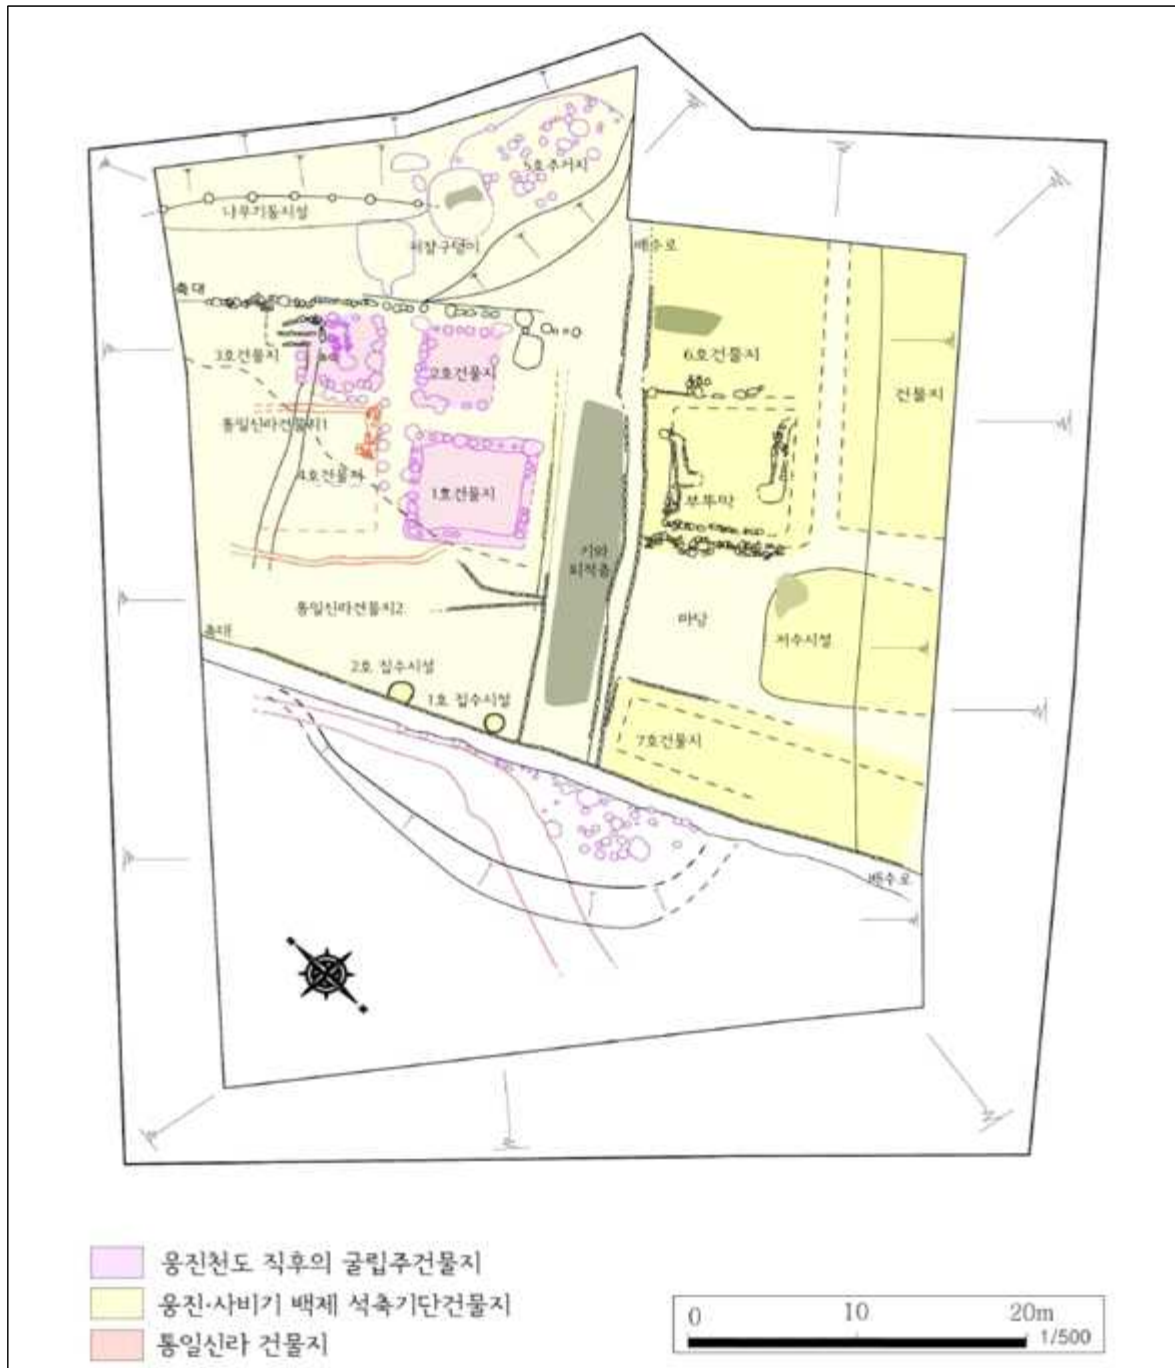 5호주거지
나무기둥시설
저장구덩이
배수로
축대
3호건물지
2호건물지
6호건물지
건물지
통일신라건물지1
4호건물지
1호건물지
부뚜막
기와
퇴적층
통일신라건물지2
마당
저수시설
축대
2호 집수시설
1호 집수시설
7호건물지
배수로
웅진천도 직후의 굴립주건물지
웅진·사비기 백제 석축기단건물지
통일신라 건물지
0 10 20m
1/500